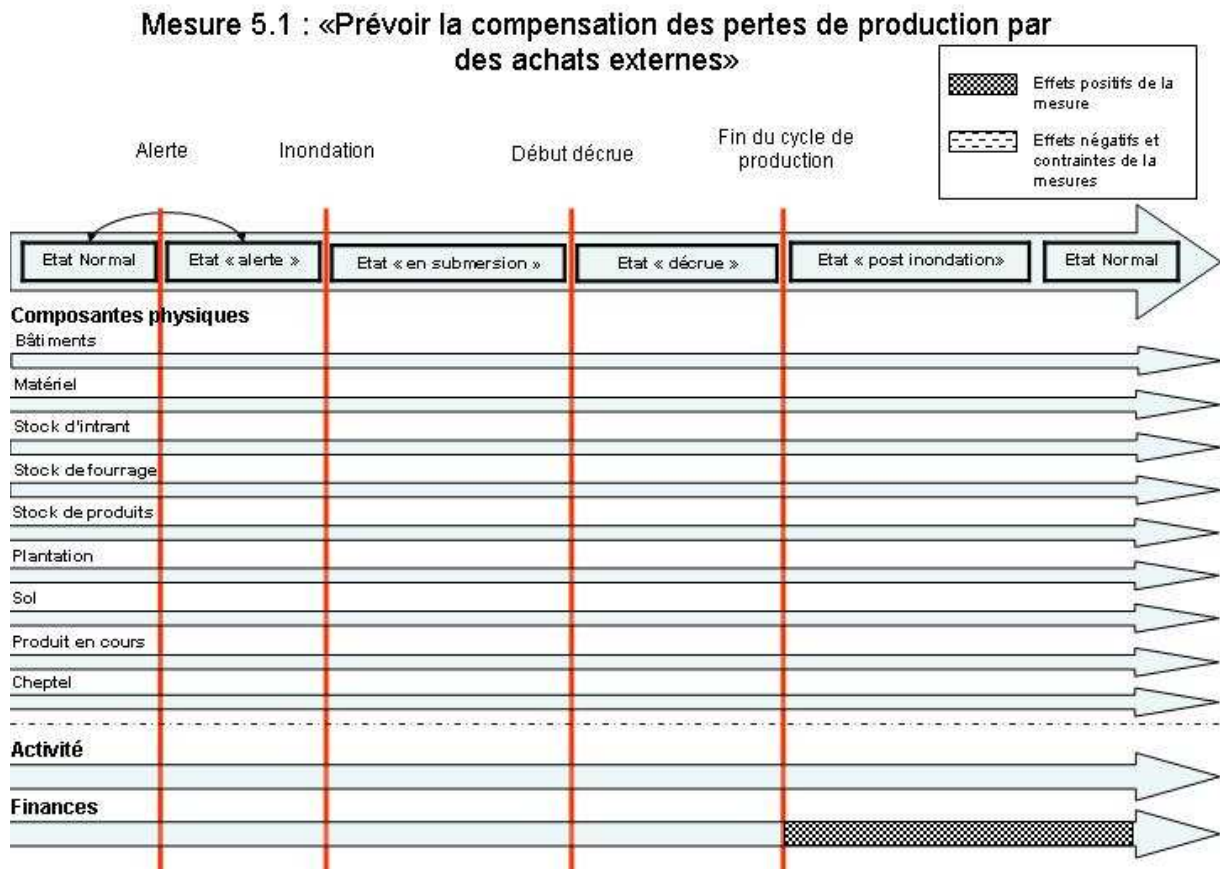 Mesure 5.1 : «Prévoir la compensation des pertes de production par
des achats externes»
Effets positifs de la
mesure
Effets négatifs et
contraintes de la
mesures
Alerte
Inondation
Début décrue
Fin du cycle de
production
Etat Normal
Etat « alerte »
Etat « en submersion »
Etat « décrue »
Etat « post inondation»
Etat Normal
Composantes physiques
Bâtiments
Matériel
Stock d'intrant
Stock de fourrage
Stock de produits
Plantation
Sol
Produit en cours
Cheptel
Activité
Finances